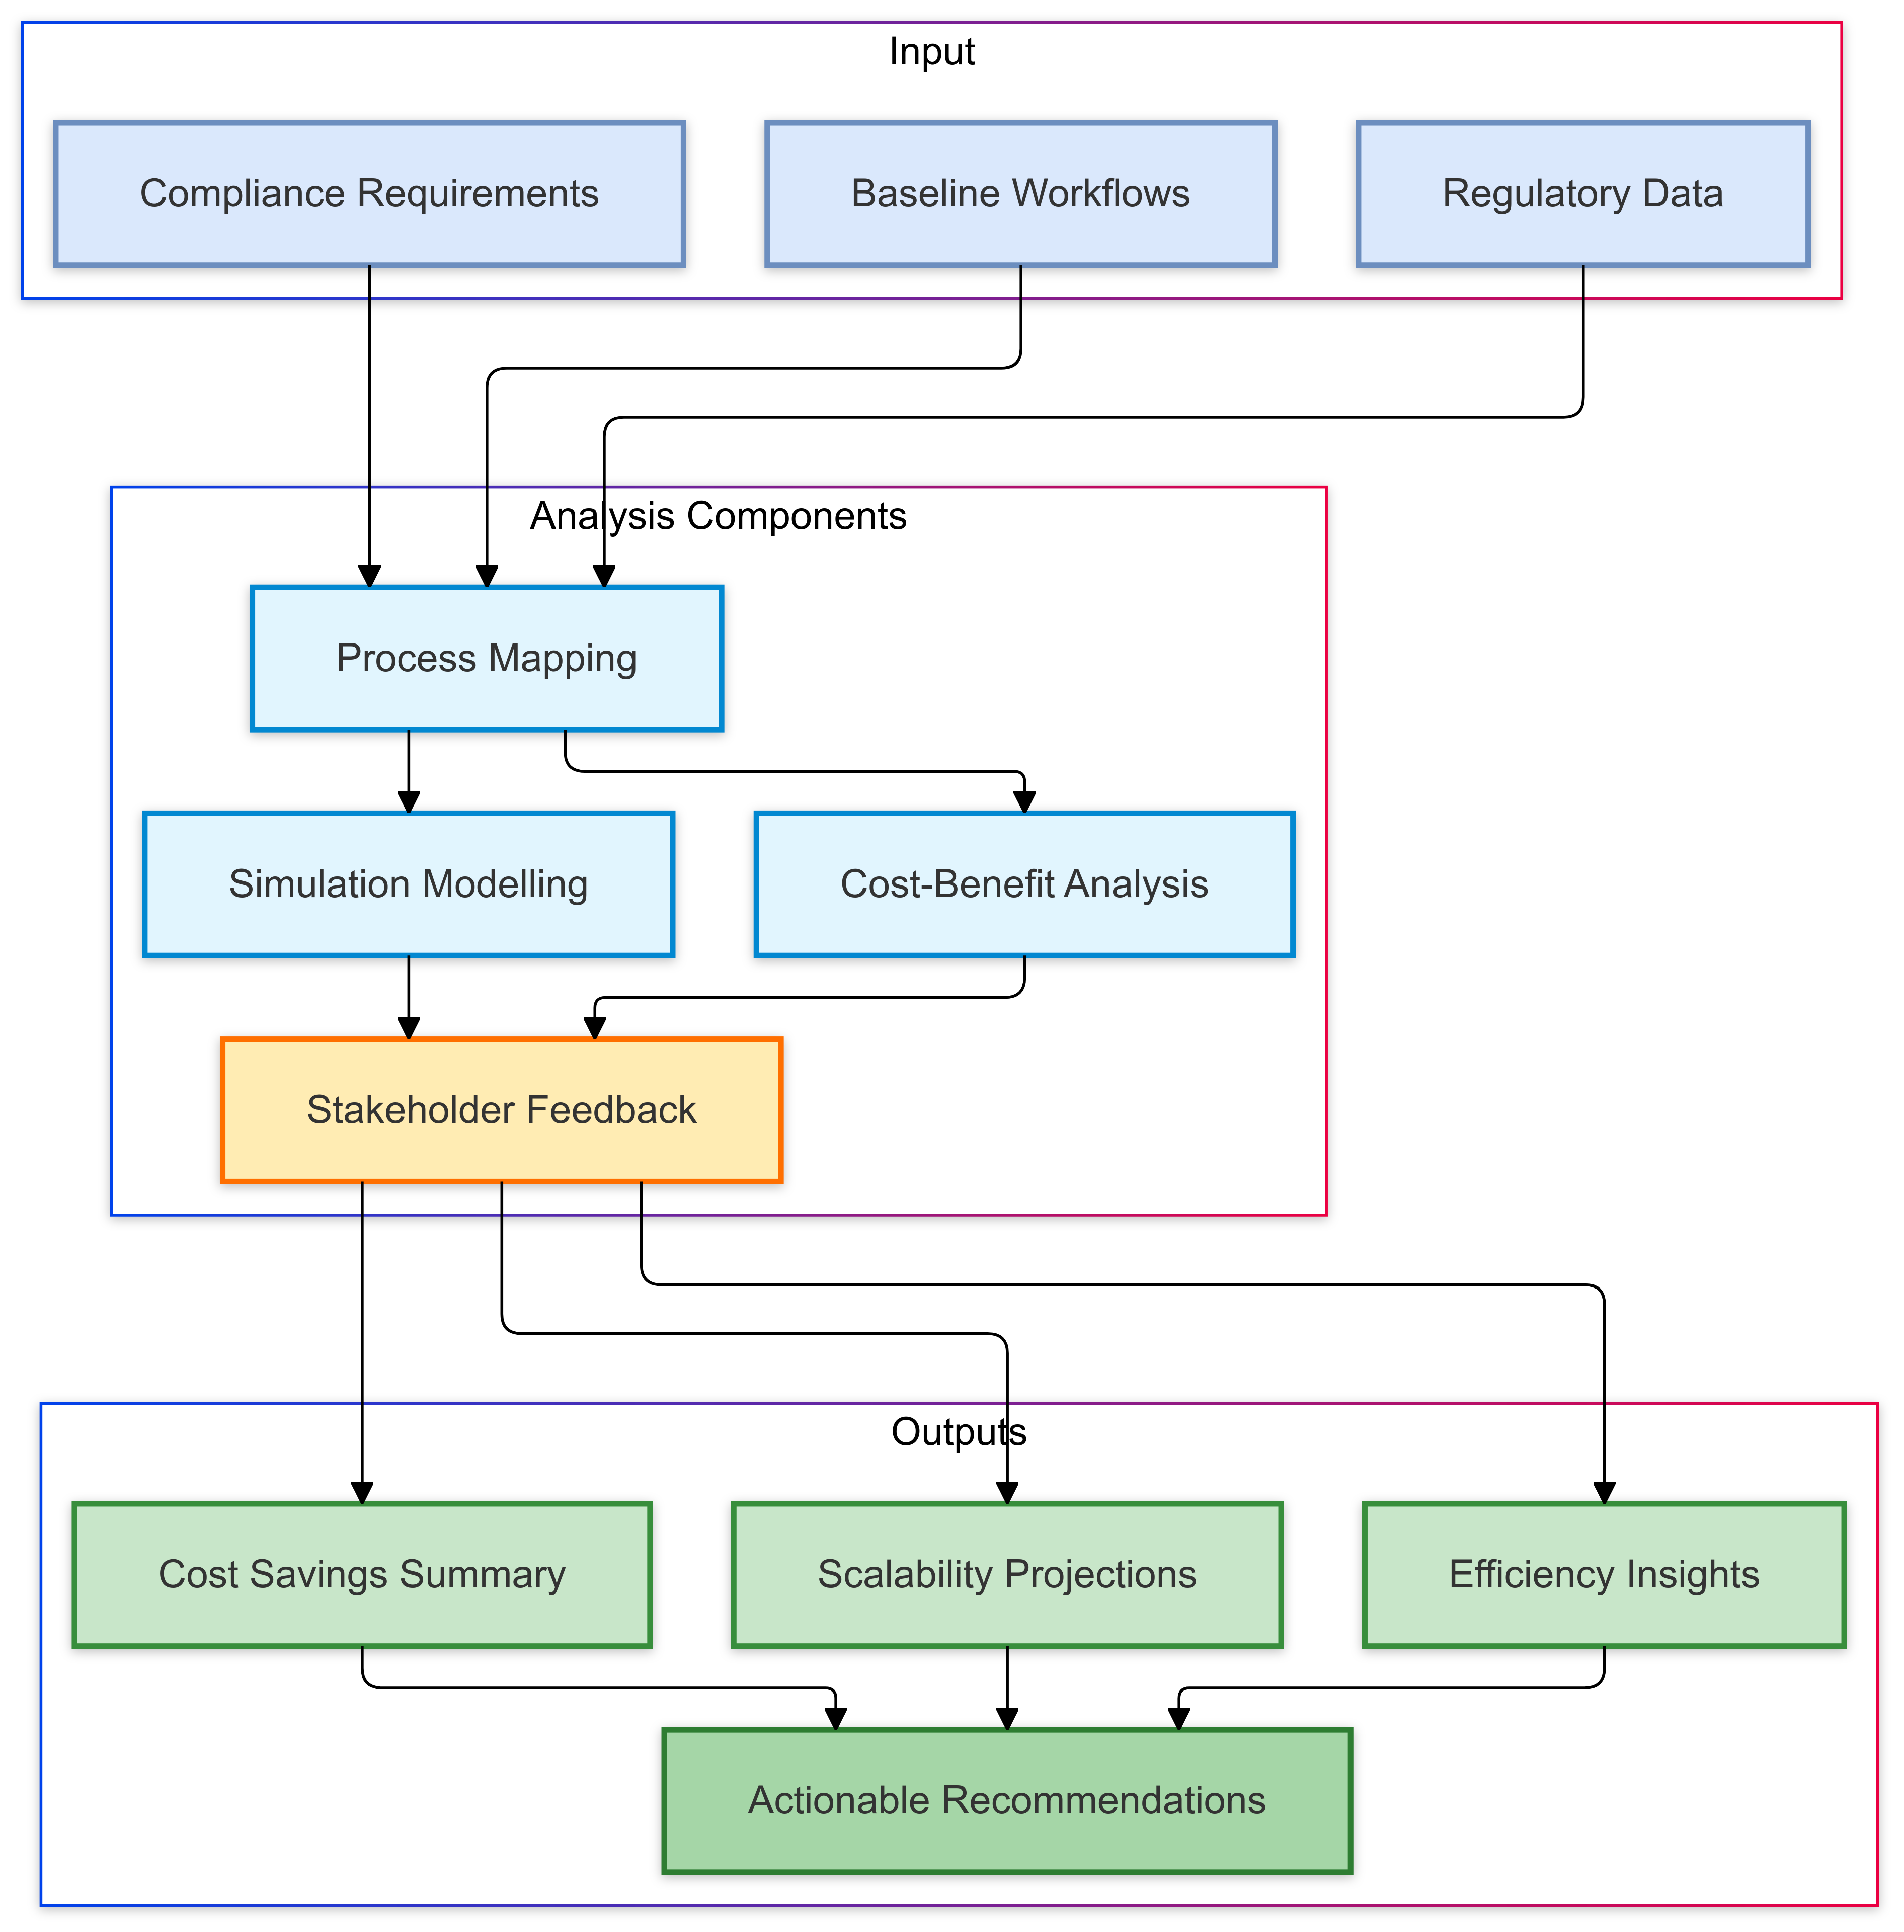 Input
Compliance Requirements
Baseline Workflows
Regulatory Data
Analysis Components
Process Mapping
Simulation Modelling
Cost-Benefit Analysis
Stakeholder Feedback
Outputs
Cost Savings Summary
Scalability Projections
Efficiency Insights
Actionable Recommendations